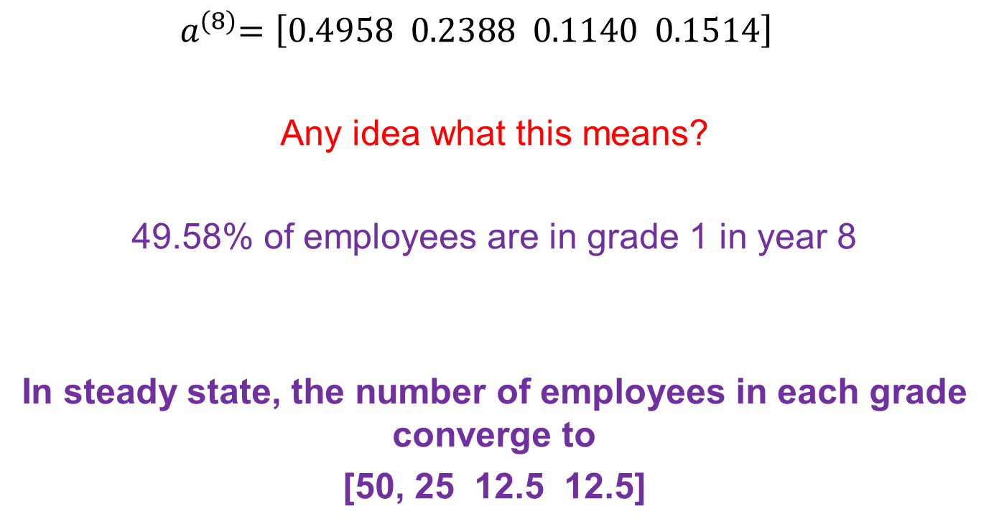 a⁽⁸⁾= [0.4958 0.2388 0.1140 0.1514]
Any idea what this means?
49.58% of employees are in grade 1 in year 8
In steady state, the number of employees in each grade
converge to
[50, 25 12.5 12.5]